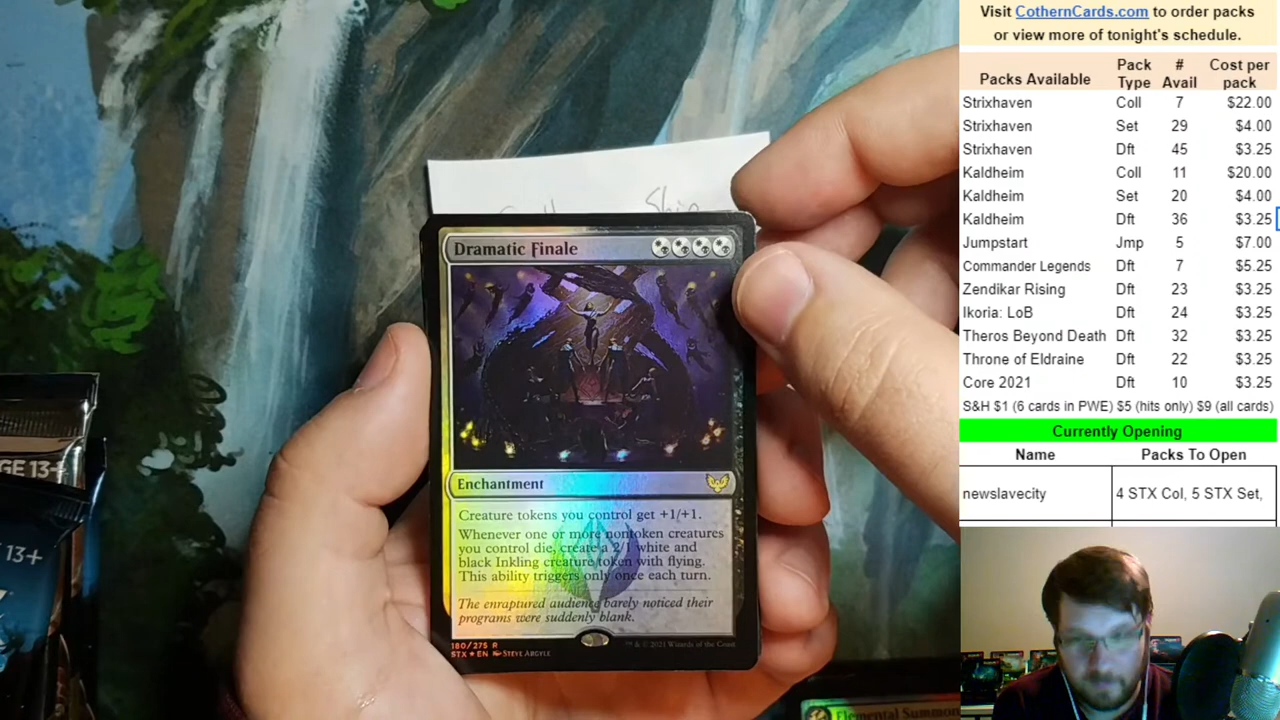 Visit CothernCards.com to order packs
or view more of tonight's schedule.
Packs Available Pack Type # Avail Cost per pack
Strixhaven Coll 7 $22.00
Strixhaven Set 29 $4.00
Strixhaven Dft 45 $3.25
Kaldheim Coll 11 $20.00
Kaldheim Set 20 $4.00
Kaldheim Dft 36 $3.25
Jumpstart Jmp 5 $7.00
Commander Legends Dft 7 $5.25
Zendikar Rising Dft 23 $3.25
Ikoria: LoB Dft 24 $3.25
Theros Beyond Death Dft 32 $3.25
Throne of Eldraine Dft 22 $3.25
Core 2021 Dft 10 $3.25
S&H $1 (6 cards in PWE) $5 (hits only) $9 (all cards)
Currently Opening
Name Packs To Open
newslavecity 4 STX Col, 5 STX Set,
Dramatic Finale
Enchantment
Creature tokens you control get +1/+1.
Whenever one or more nontoken creatures
you control die, create a 2/1 white and
black Inkling creature token with flying.
This ability triggers only once each turn.
The enraptured audience barely noticed their
programs were suddenly blank.
180/275 R
STX • EN Steve Argyle
™ & © 2021 Wizards of the Coast
GE 13+
13+
Elemental Summon